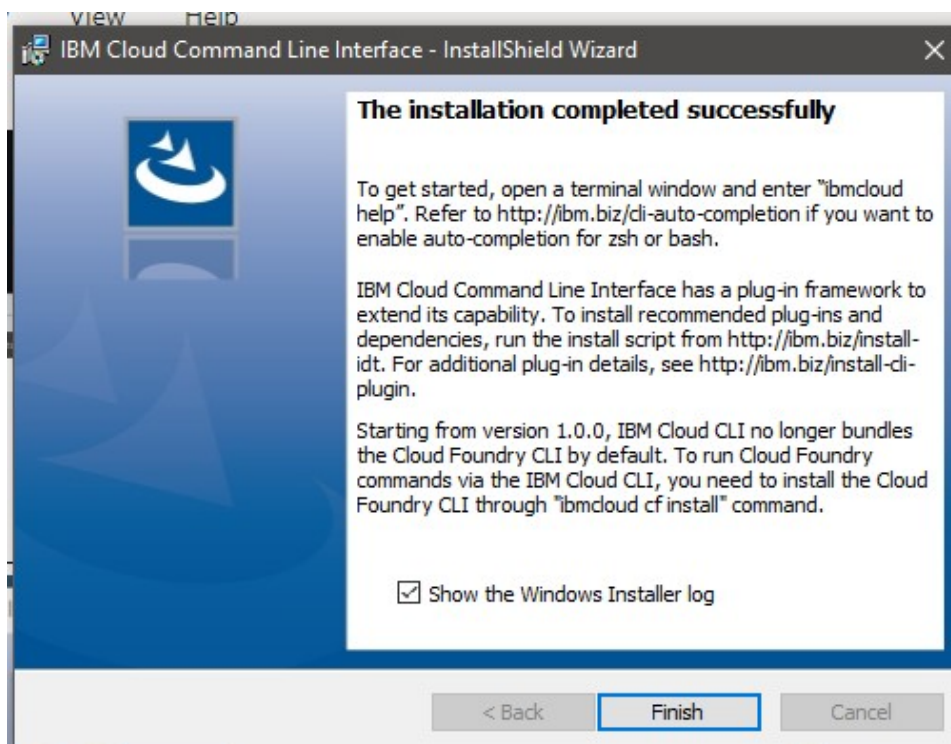 View Help
IBM Cloud Command Line Interface - InstallShield Wizard
The installation completed successfully
To get started, open a terminal window and enter "ibmcloud
help". Refer to http://ibm.biz/cli-auto-completion if you want to
enable auto-completion for zsh or bash.
IBM Cloud Command Line Interface has a plug-in framework to
extend its capability. To install recommended plug-ins and
dependencies, run the install script from http://ibm.biz/install-
idt. For additional plug-in details, see http://ibm.biz/install-cli-
plugin.
Starting from version 1.0.0, IBM Cloud CLI no longer bundles
the Cloud Foundry CLI by default. To run Cloud Foundry
commands via the IBM Cloud CLI, you need to install the Cloud
Foundry CLI through "ibmcloud cf install" command.
Show the Windows Installer log
< Back Finish Cancel